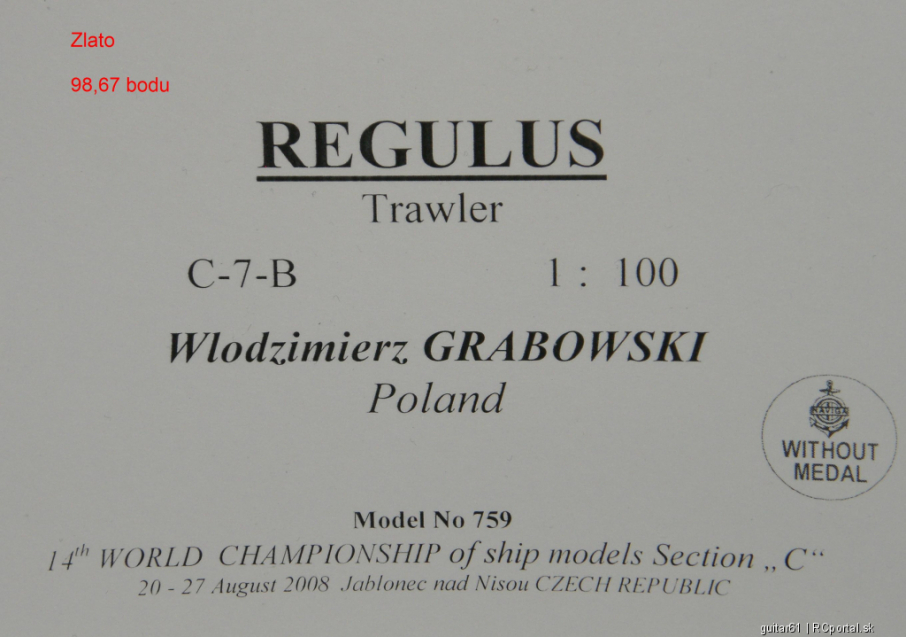 Zlato
98,67 bodu
REGULUS
Trawler
C-7-B 1 : 100
Wlodzimierz GRABOWSKI
Poland
NAVIGA
WITHOUT
MEDAL
Model No 759
14th WORLD CHAMPIONSHIP of ship models Section „C“
20 - 27 August 2008 Jablonec nad Nisou CZECH REPUBLIC
guitar61 | RCportal.sk